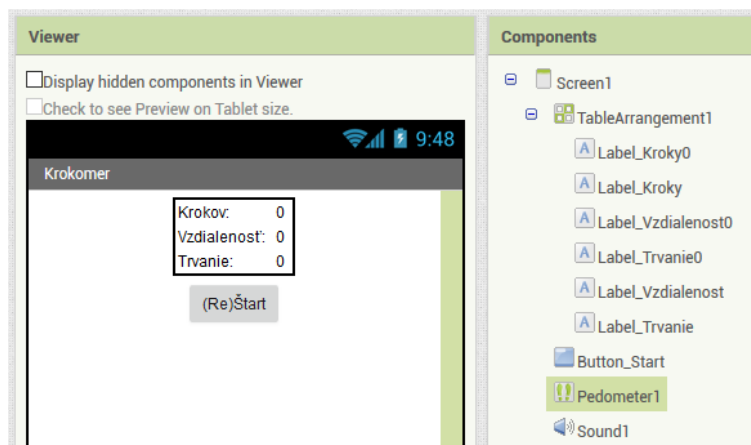 Viewer
Display hidden components in Viewer
Check to see Preview on Tablet size.
9:48
Krokomer
Krokov: 0
Vzdialenosť: 0
Trvanie: 0
(Re)Štart
Components
Screen1
TableArrangement1
A Label_Kroky0
A Label_Kroky
A Label_Vzdialenost0
A Label_Trvanie0
A Label_Vzdialenost
A Label_Trvanie
Button_Start
Pedometer1
Sound1